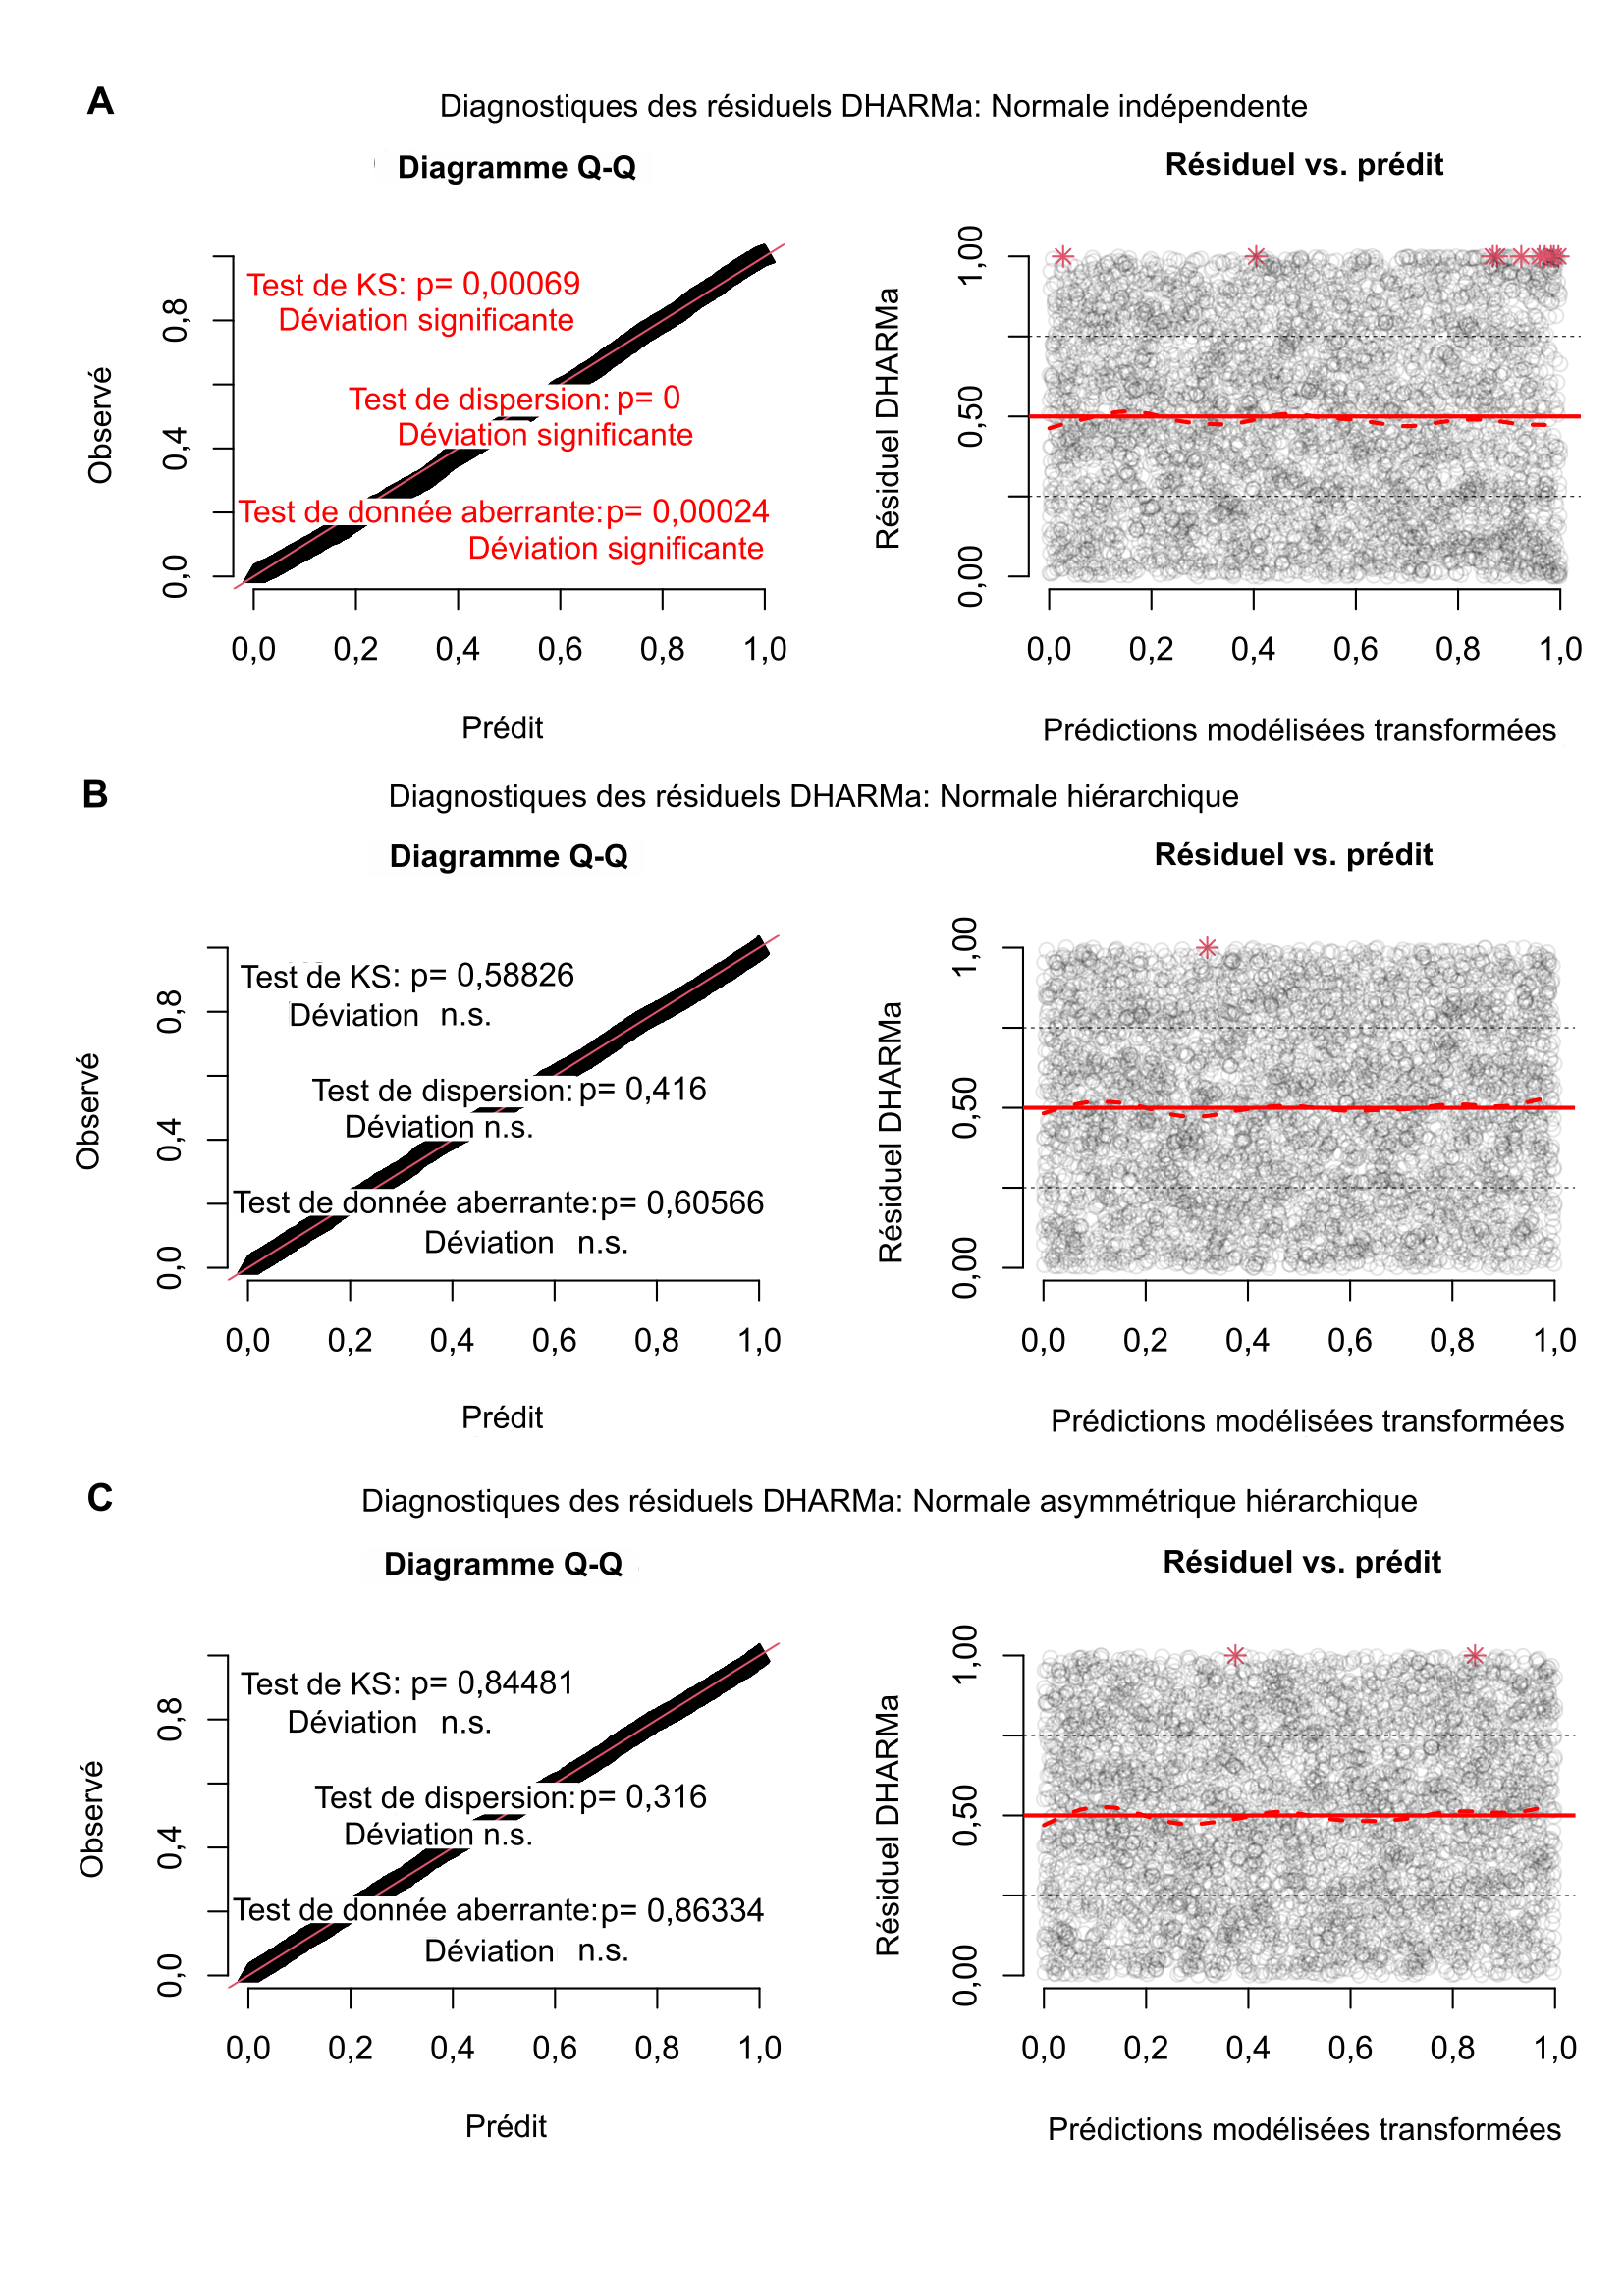 A
Diagnostiques des résiduels DHARMa: Normale indépendente
Diagramme Q-Q
Résiduel vs. prédit
Observé
0,0
0,4
0,8
Test de KS: p= 0,00069
Déviation significante
Test de dispersion: p= 0
Déviation significante
Test de donnée aberrante: p= 0,00024
Déviation significante
0,0 0,2 0,4 0,6 0,8 1,0
Prédit
Résiduel DHARMa
0,00
0,50
1,00
0,0 0,2 0,4 0,6 0,8 1,0
Prédictions modélisées transformées
B
Diagnostiques des résiduels DHARMa: Normale hiérarchique
Diagramme Q-Q
Résiduel vs. prédit
Observé
0,0
0,4
0,8
Test de KS: p= 0,58826
Déviation n.s.
Test de dispersion: p= 0,416
Déviation n.s.
Test de donnée aberrante: p= 0,60566
Déviation n.s.
0,0 0,2 0,4 0,6 0,8 1,0
Prédit
Résiduel DHARMa
0,00
0,50
1,00
0,0 0,2 0,4 0,6 0,8 1,0
Prédictions modélisées transformées
C
Diagnostiques des résiduels DHARMa: Normale asymmétrique hiérarchique
Diagramme Q-Q
Résiduel vs. prédit
Observé
0,0
0,4
0,8
Test de KS: p= 0,84481
Déviation n.s.
Test de dispersion: p= 0,316
Déviation n.s.
Test de donnée aberrante: p= 0,86334
Déviation n.s.
0,0 0,2 0,4 0,6 0,8 1,0
Prédit
Résiduel DHARMa
0,00
0,50
1,00
0,0 0,2 0,4 0,6 0,8 1,0
Prédictions modélisées transformées